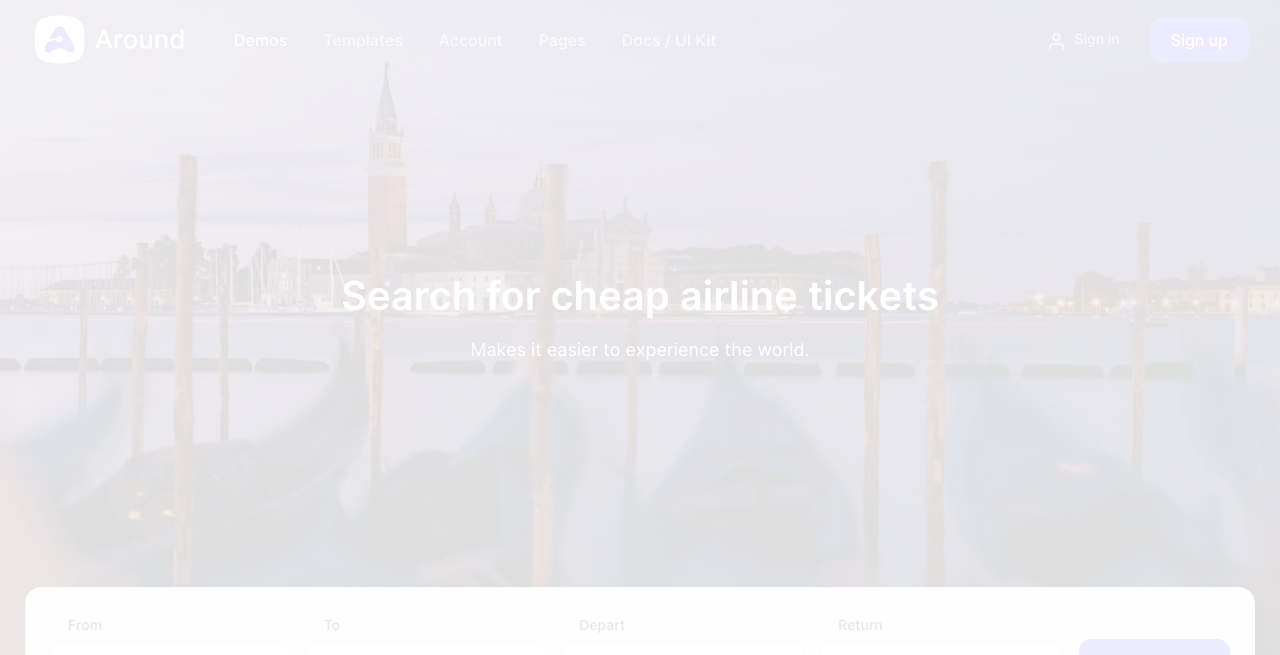 Around
Demos
Templates
Account
Pages
Docs / UI Kit
Sign in
Sign up
Search for cheap airline tickets
Makes it easier to experience the world.
From
To
Depart
Return